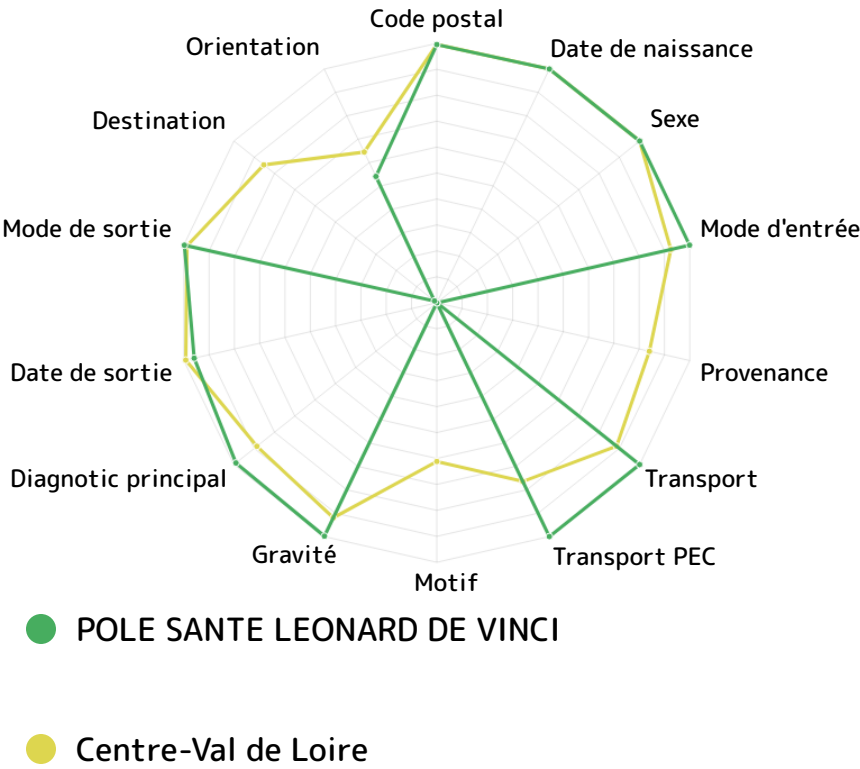 Code postal
Orientation
Date de naissance
Destination
Sexe
Mode de sortie
Mode d'entrée
Date de sortie
Provenance
Diagnotic principal
Transport
Gravité
Transport PEC
Motif
POLE SANTE LEONARD DE VINCI
Centre-Val de Loire